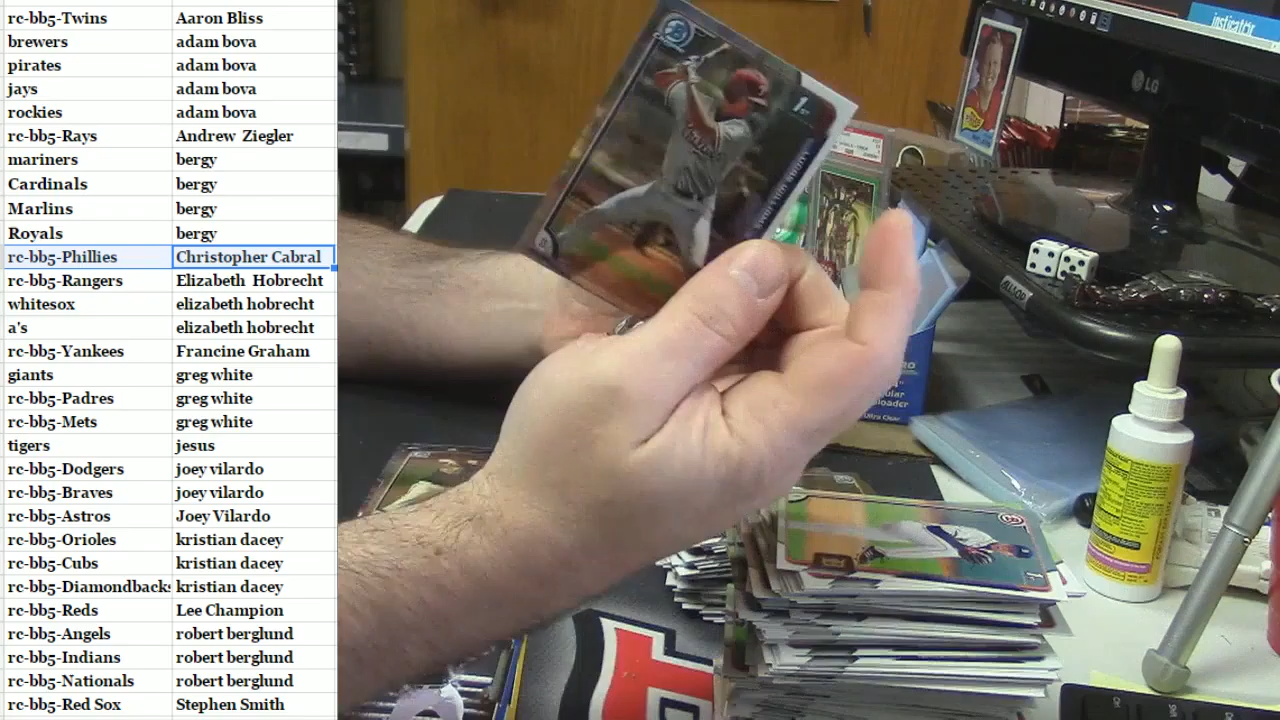 rc-bb5-Twins Aaron Bliss
brewers adam bova
pirates adam bova
jays adam bova
rockies adam bova
rc-bb5-Rays Andrew Ziegler
mariners bergy
Cardinals bergy
Marlins bergy
Royals bergy
rc-bb5-Phillies Christopher Cabral
rc-bb5-Rangers Elizabeth Hobrecht
whitesox elizabeth hobrecht
a's elizabeth hobrecht
rc-bb5-Yankees Francine Graham
giants greg white
rc-bb5-Padres greg white
rc-bb5-Mets greg white
tigers jesus
rc-bb5-Dodgers joey vilardo
rc-bb5-Braves joey vilardo
rc-bb5-Astros Joey Vilardo
rc-bb5-Orioles kristian dacey
rc-bb5-Cubs kristian dacey
rc-bb5-Diamondbacks kristian dacey
rc-bb5-Reds Lee Champion
rc-bb5-Angels robert berglund
rc-bb5-Indians robert berglund
rc-bb5-Nationals robert berglund
rc-bb5-Red Sox Stephen Smith
1st
LG